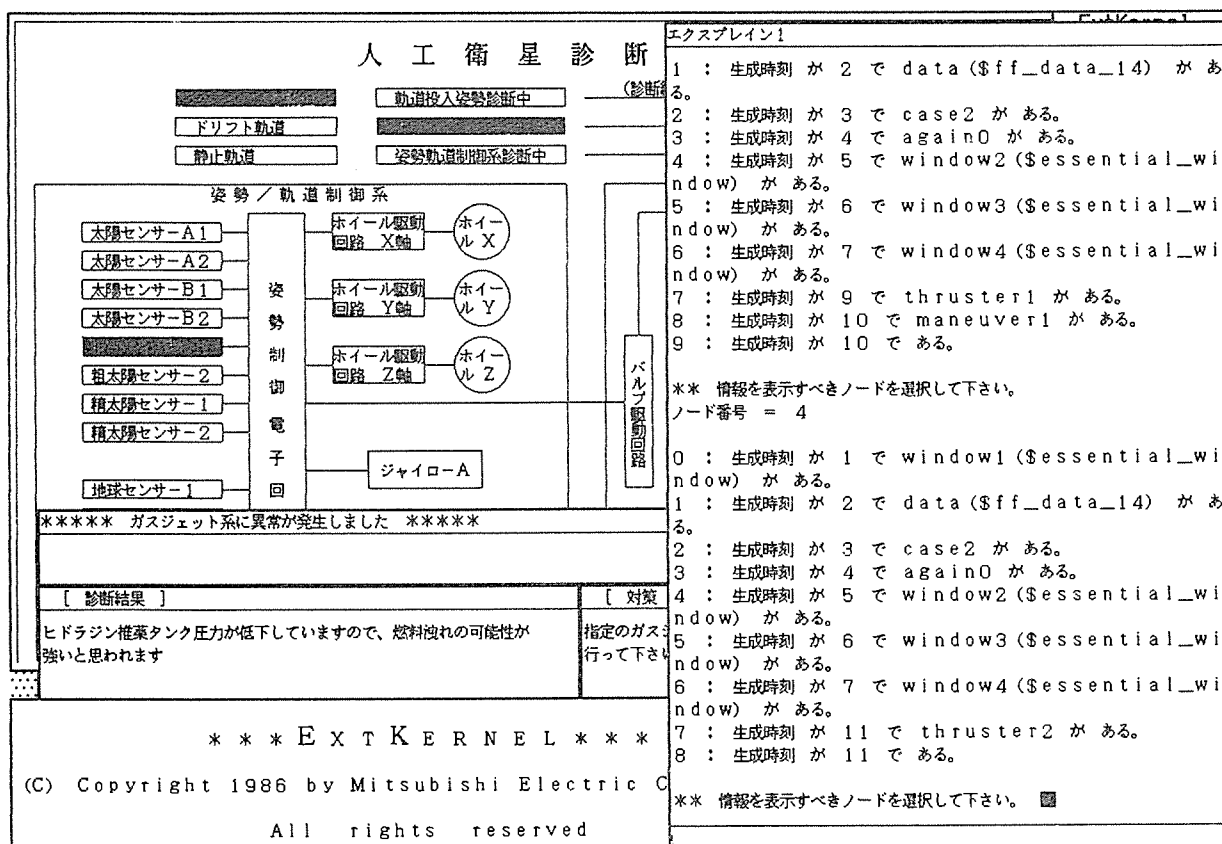 人工衛星診断
(診断
軌道投入姿勢診断中
ドリフト軌道
静止軌道
姿勢軌道制御系診断中
姿勢/軌道制御系
太陽センサーA1
太陽センサーA2
太陽センサーB1
太陽センサーB2
粗太陽センサー2
精太陽センサー1
精太陽センサー2
地球センサー1
姿勢制御電子回
ホイール駆動
回路 X軸
ホイー
ル X
ホイール駆動
回路 Y軸
ホイー
ル Y
ホイール駆動
回路 Z軸
ホイー
ル Z
ジャイローA
バルブ駆動回路
***** ガスジェット系に異常が発生しました *****
[ 診断結果 ]
ヒドラジン推薬タンク圧力が低下していますので、燃料洩れの可能性が
強いと思われます
[ 対策
指定のガス
行って下さい
***EXTKERNEL***
(C) Copyright 1986 by Mitsubishi Electric C
All rights reserved
ExtKernel
エクスプレイン1
1 : 生成時刻 が 2 で data($ff_data_14) が あ
る。
2 : 生成時刻 が 3 で case2 が ある。
3 : 生成時刻 が 4 で again0 が ある。
4 : 生成時刻 が 5 で window2($essential_wi
ndow) が ある。
5 : 生成時刻 が 6 で window3($essential_wi
ndow) が ある。
6 : 生成時刻 が 7 で window4($essential_wi
ndow) が ある。
7 : 生成時刻 が 9 で thruster1 が ある。
8 : 生成時刻 が 10 で maneuver1 が ある。
9 : 生成時刻 が 10 で ある。
** 情報を表示すべきノードを選択して下さい。
ノード番号 = 4
0 : 生成時刻 が 1 で window1($essential_wi
ndow) が ある。
1 : 生成時刻 が 2 で data($ff_data_14) が あ
る。
2 : 生成時刻 が 3 で case2 が ある。
3 : 生成時刻 が 4 で again0 が ある。
4 : 生成時刻 が 5 で window2($essential_wi
ndow) が ある。
5 : 生成時刻 が 6 で window3($essential_wi
ndow) が ある。
6 : 生成時刻 が 7 で window4($essential_wi
ndow) が ある。
7 : 生成時刻 が 11 で thruster2 が ある。
8 : 生成時刻 が 11 で ある。
** 情報を表示すべきノードを選択して下さい。